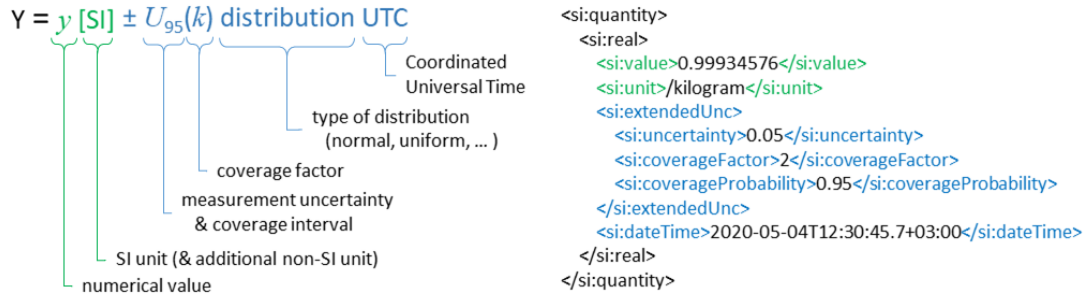 Y = y [SI] ± U95(k) distribution UTC
Coordinated
Universal Time
type of distribution
(normal, uniform, ... )
coverage factor
measurement uncertainty
& coverage interval
SI unit (& additional non-SI unit)
numerical value
<si:quantity>
<si:real>
<si:value>0.99934576</si:value>
<si:unit>/kilogram</si:unit>
<si:extendedUnc>
<si:uncertainty>0.05</si:uncertainty>
<si:coverageFactor>2</si:coverageFactor>
<si:coverageProbability>0.95</si:coverageProbability>
</si:extendedUnc>
<si:dateTime>2020-05-04T12:30:45.7+03:00</si:dateTime>
</si:real>
</si:quantity>